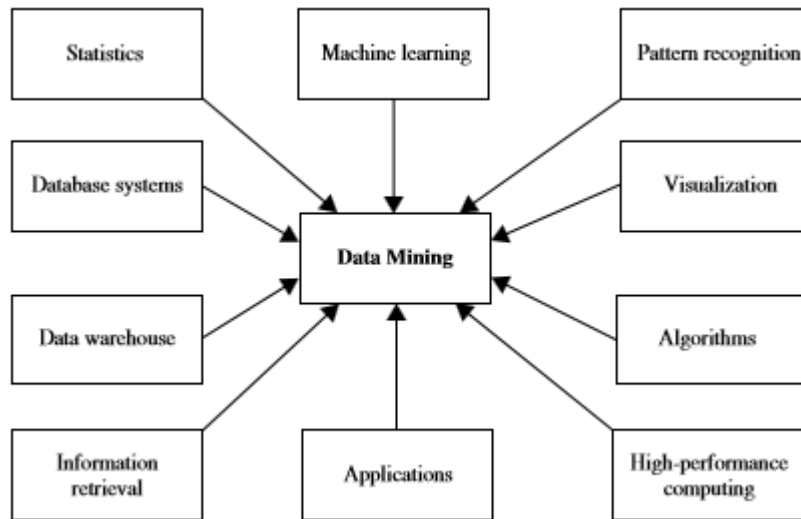 Statistics
Machine learning
Pattern recognition
Database systems
Visualization
Data Mining
Data warehouse
Algorithms
Information
retrieval
Applications
High-performance
computing